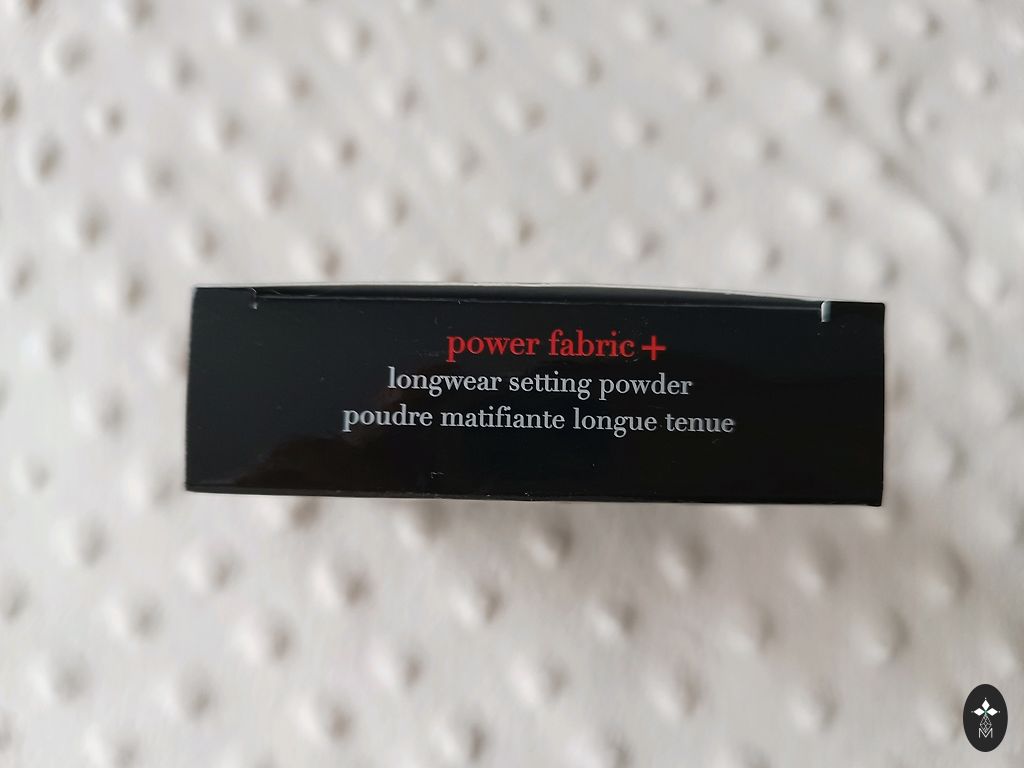 power fabric+
longwear setting powder
poudre matifiante longue tenue
M